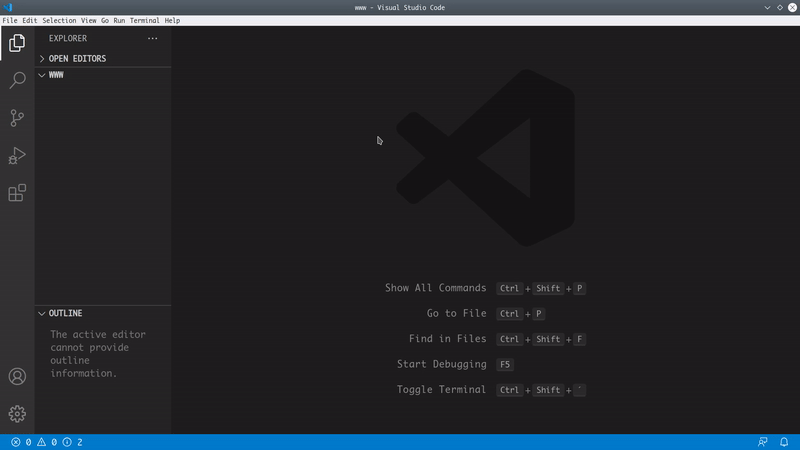 www - Visual Studio Code
File Edit Selection View Go Run Terminal Help
EXPLORER
OPEN EDITORS
WWW
Show All Commands Ctrl + Shift + P
Go to File Ctrl + P
Find in Files Ctrl + Shift + F
Start Debugging F5
Toggle Terminal Ctrl + Shift + ´
OUTLINE
The active editor
cannot provide
outline
information.
0 0 2